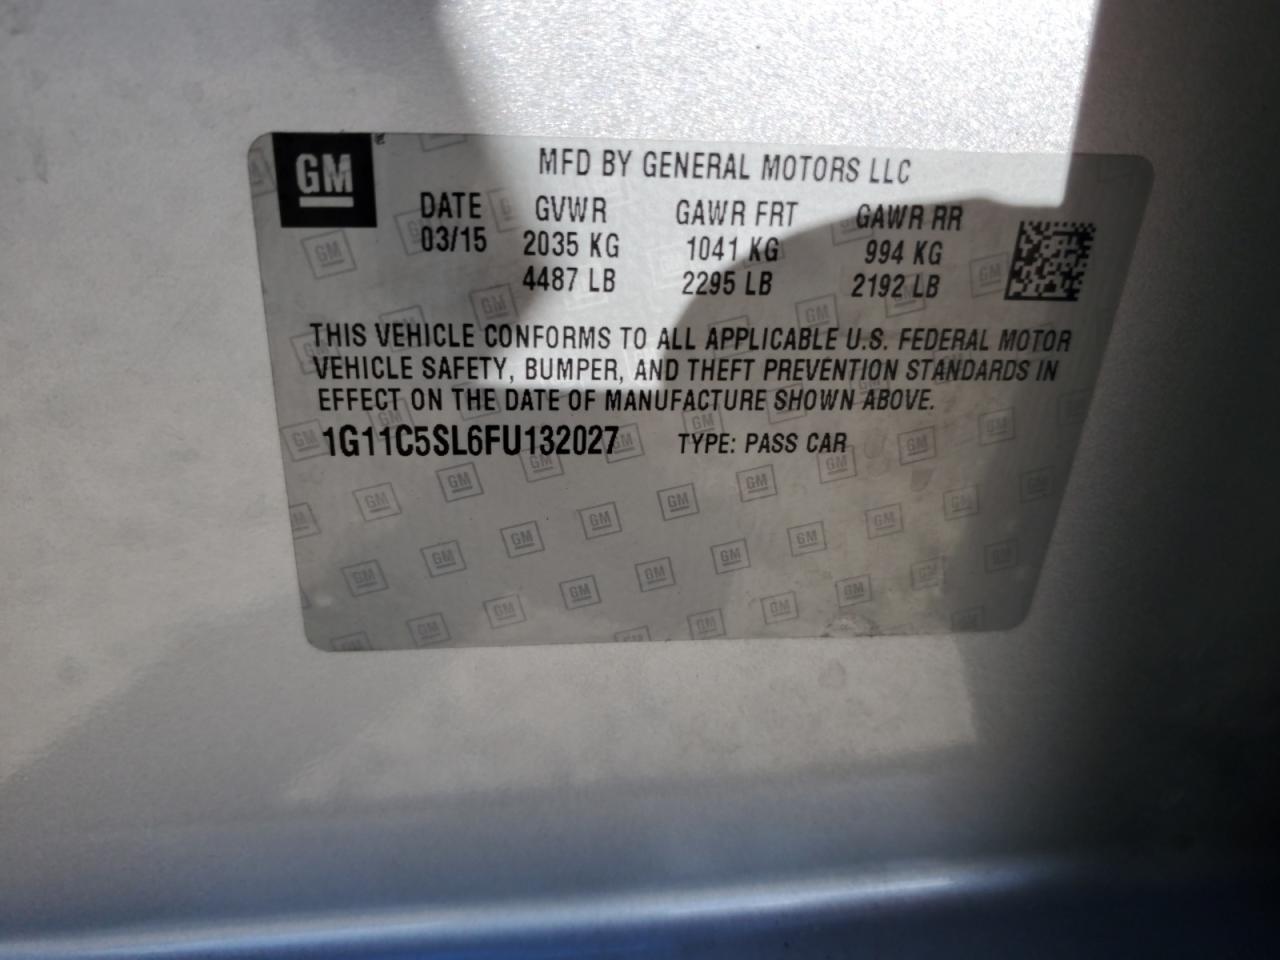 GM
MFD BY GENERAL MOTORS LLC
DATE GVWR GAWR FRT GAWR RR
03/15 2035 KG 1041 KG 994 KG
4487 LB 2295 LB 2192 LB
THIS VEHICLE CONFORMS TO ALL APPLICABLE U.S. FEDERAL MOTOR
VEHICLE SAFETY, BUMPER, AND THEFT PREVENTION STANDARDS IN
EFFECT ON THE DATE OF MANUFACTURE SHOWN ABOVE.
1G11C5SL6FU132027 TYPE: PASS CAR